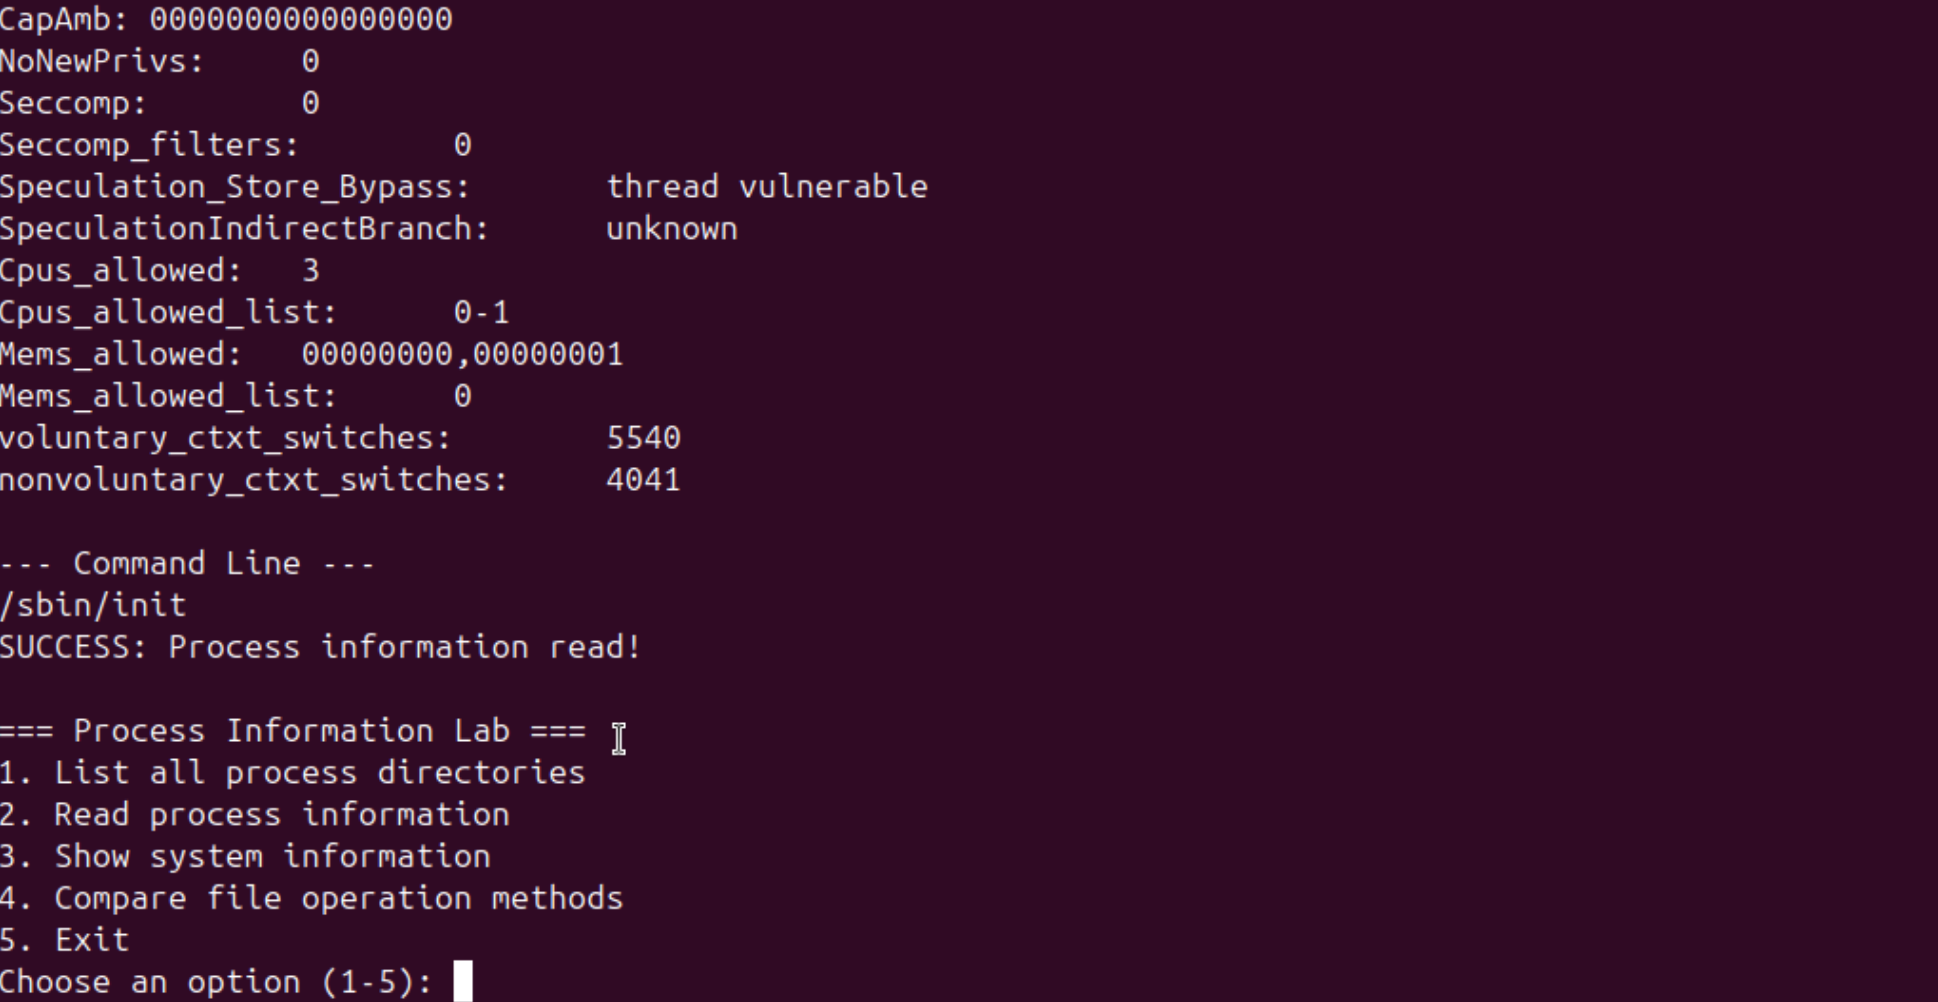 CapAmb: 0000000000000000
NoNewPrivs:     0
Seccomp:        0
Seccomp_filters:        0
Speculation_Store_Bypass:       thread vulnerable
SpeculationIndirectBranch:      unknown
Cpus_allowed:   3
Cpus_allowed_list:      0-1
Mems_allowed:   00000000,00000001
Mems_allowed_list:      0
voluntary_ctxt_switches:        5540
nonvoluntary_ctxt_switches:     4041

--- Command Line ---
/sbin/init
SUCCESS: Process information read!

=== Process Information Lab ===
1. List all process directories
2. Read process information
3. Show system information
4. Compare file operation methods
5. Exit
Choose an option (1-5):